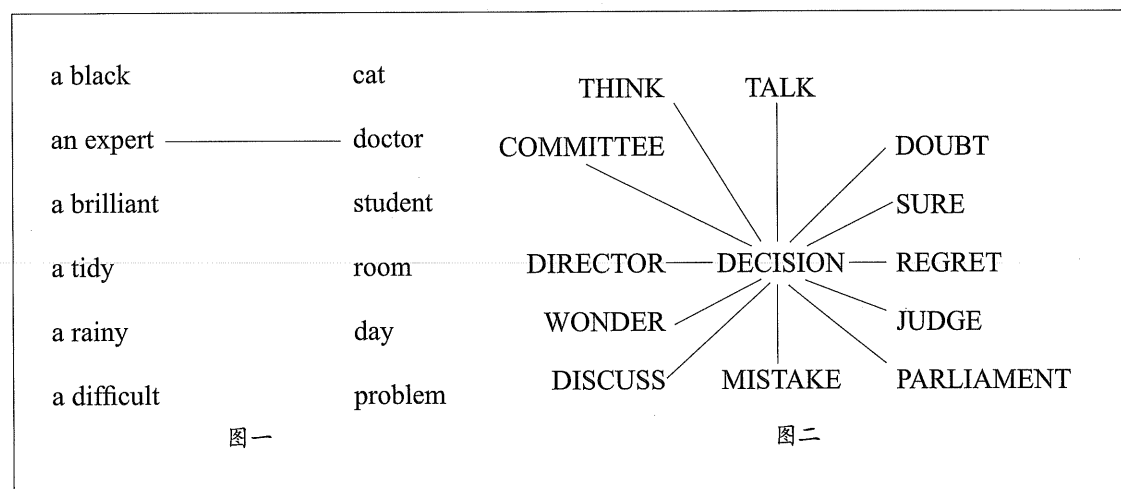 a black cat
an expert doctor
a brilliant student
a tidy room
a rainy day
a difficult problem
图一
THINK TALK
COMMITTEE DOUBT
SURE
DIRECTOR DECISION REGRET
WONDER JUDGE
DISCUSS MISTAKE PARLIAMENT
图二